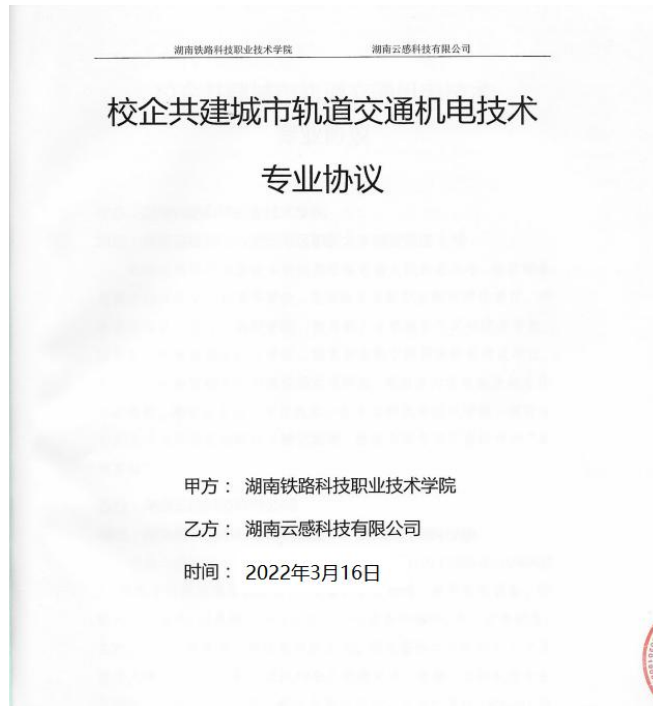 湖南铁路科技职业技术学院 湖南云感科技有限公司
校企共建城市轨道交通机电技术
专业协议
甲方： 湖南铁路科技职业技术学院
乙方： 湖南云感科技有限公司
时间： 2022年3月16日